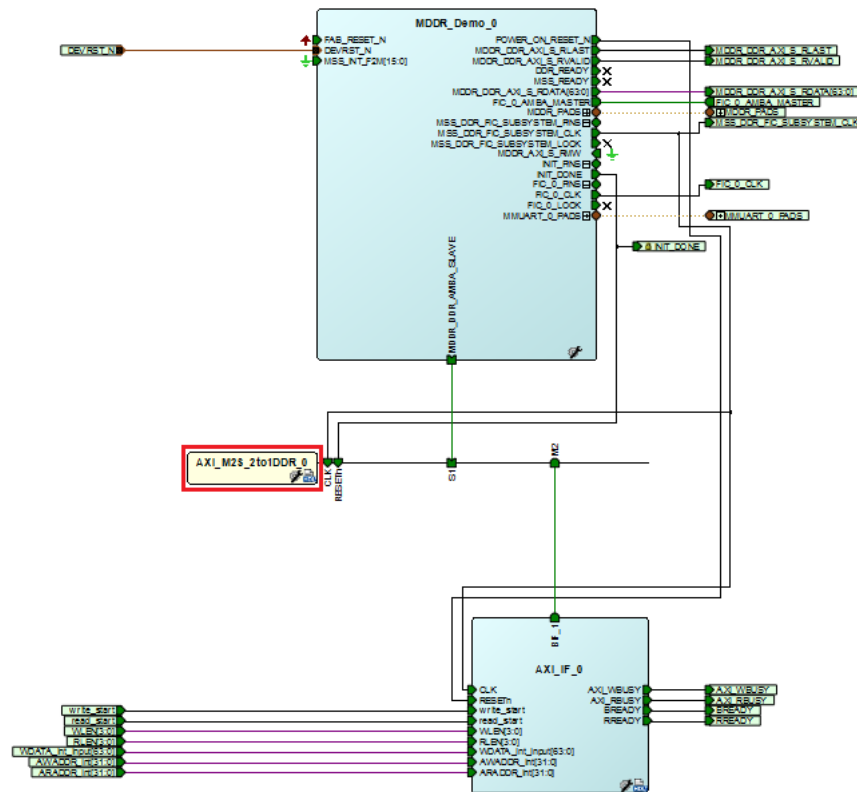 MDDR_Demo_0
FAB_RESET_N
DEVRST_N
DEVRST_N
MSS_INT_F2M[15:0]
POWER_ON_RESET_N
MDDR_DDR_AXI_S_RLAST
MDDR_DDR_AXI_S_RLAST
MDDR_DDR_AXI_S_RVALID
MDDR_DDR_AXI_S_RVALID
DDR_READY
MSS_READY
MDDR_DDR_AXI_S_RDATA[63:0]
MDDR_DDR_AXI_S_RDATA[63:0]
FIC_0_AMBA_MASTER
FIC_0_AMBA_MASTER
MDDR_PADS
MDDR_PADS
MSS_DDR_FIC_SUBSYSTEM_RNS
MSS_DDR_FIC_SUBSYSTEM_CLK
MSS_DDR_FIC_SUBSYSTEM_CLK
MSS_DDR_FIC_SUBSYSTEM_LOCK
MDDR_AXI_S_RMW
INIT_RNS
INIT_DONE
FIC_0_RNS
FIC_0_CLK
FIC_0_CLK
FIC_0_LOCK
MMUART_0_PADS
MMUART_0_PADS
INIT_DONE
MDDR_DDR_AMBA_SLAVE
AXI_M2S_2to1DDR_0
CLK
RESETn
S1
M2
BIF_1
AXI_IF_0
CLK
RESETn
write_start
write_start
read_start
read_start
WLEN[3:0]
WLEN[3:0]
RLEN[3:0]
RLEN[3:0]
WDATA_int_input[63:0]
WDATA_int_input[63:0]
AWADDR_int[31:0]
AWADDR_int[31:0]
ARADDR_int[31:0]
ARADDR_int[31:0]
AXI_WBUSY
AXI_WBUSY
AXI_RBUSY
AXI_RBUSY
BREADY
BREADY
RREADY
RREADY